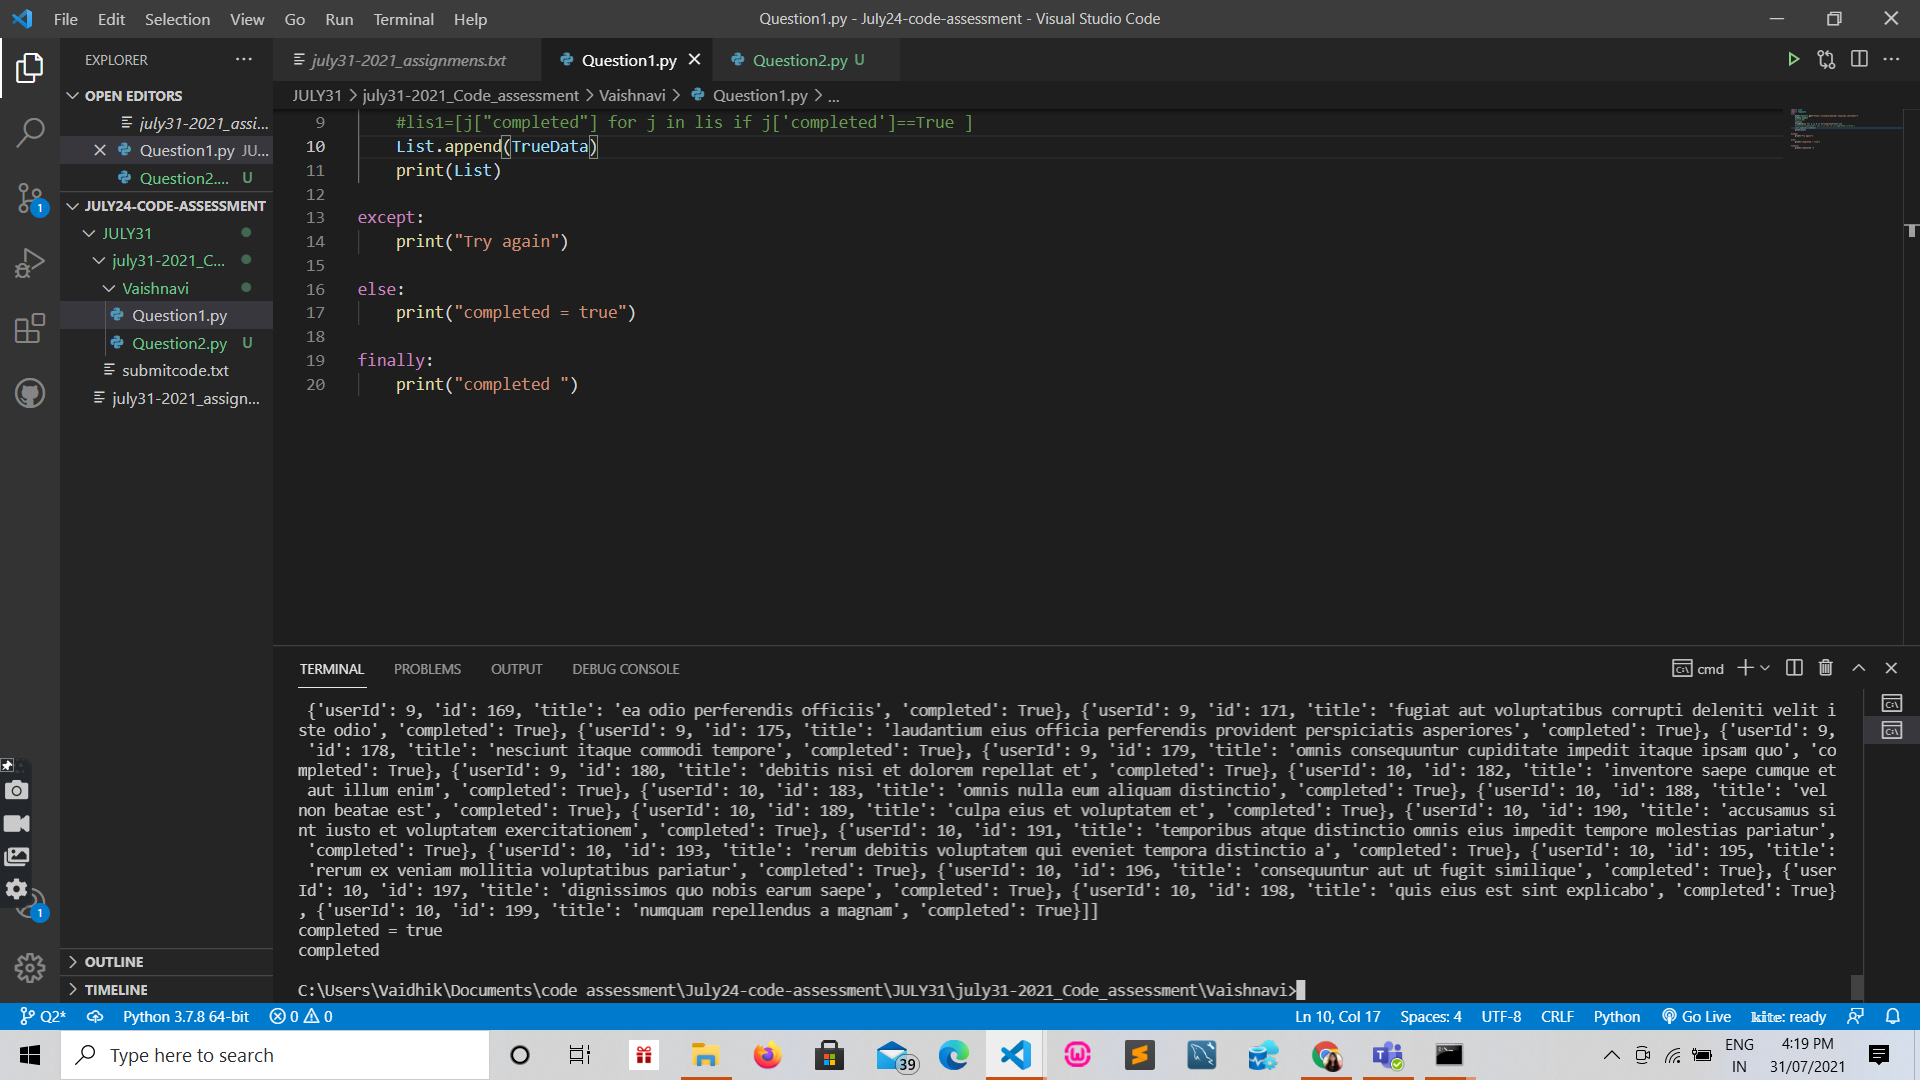 File Edit Selection View Go Run Terminal Help
Question1.py - July24-code-assessment - Visual Studio Code
EXPLORER
july31-2021_assignmens.txt
Question1.py
Question2.py U
OPEN EDITORS
july31-2021_assi...
Question1.py JU...
Question2.... U
JULY24-CODE-ASSESSMENT
JULY31
july31-2021_C...
Vaishnavi
Question1.py
Question2.py U
submitcode.txt
july31-2021_assign...
OUTLINE
TIMELINE
1
1
JULY31 > july31-2021_Code_assessment > Vaishnavi > Question1.py > ...
9 #lis1=[j["completed"] for j in lis if j['completed']==True ]
10 List.append(TrueData)
11 print(List)
12
13 except:
14 print("Try again")
15
16 else:
17 print("completed = true")
18
19 finally:
20 print("completed ")
TERMINAL PROBLEMS OUTPUT DEBUG CONSOLE
cmd
{'userId': 9, 'id': 169, 'title': 'ea odio perferendis officiis', 'completed': True}, {'userId': 9, 'id': 171, 'title': 'fugiat aut voluptatibus corrupti deleniti velit i
ste odio', 'completed': True}, {'userId': 9, 'id': 175, 'title': 'laudantium eius officia perferendis provident perspiciatis asperiores', 'completed': True}, {'userId': 9,
'id': 178, 'title': 'nesciunt itaque commodi tempore', 'completed': True}, {'userId': 9, 'id': 179, 'title': 'omnis consequuntur cupiditate impedit itaque ipsam quo', 'co
mpleted': True}, {'userId': 9, 'id': 180, 'title': 'debitis nisi et dolorem repellat et', 'completed': True}, {'userId': 10, 'id': 182, 'title': 'inventore saepe cumque et
aut illum enim', 'completed': True}, {'userId': 10, 'id': 183, 'title': 'omnis nulla eum aliquam distinctio', 'completed': True}, {'userId': 10, 'id': 188, 'title': 'vel
non beatae est', 'completed': True}, {'userId': 10, 'id': 189, 'title': 'culpa eius et voluptatem et', 'completed': True}, {'userId': 10, 'id': 190, 'title': 'accusamus si
nt iusto et voluptatem exercitationem', 'completed': True}, {'userId': 10, 'id': 191, 'title': 'temporibus atque distinctio omnis eius impedit tempore molestias pariatur',
'completed': True}, {'userId': 10, 'id': 193, 'title': 'rerum debitis voluptatem qui eveniet tempora distinctio a', 'completed': True}, {'userId': 10, 'id': 195, 'title':
'rerum ex veniam mollitia voluptatibus pariatur', 'completed': True}, {'userId': 10, 'id': 196, 'title': 'consequuntur aut ut fugit similique', 'completed': True}, {'user
Id': 10, 'id': 197, 'title': 'dignissimos quo nobis earum saepe', 'completed': True}, {'userId': 10, 'id': 198, 'title': 'quis eius est sint explicabo', 'completed': True}
, {'userId': 10, 'id': 199, 'title': 'numquam repellendus a magnam', 'completed': True}]]
completed = true
completed
C:\Users\Vaidhik\Documents\code assessment\July24-code-assessment\JULY31\july31-2021_Code_assessment\Vaishnavi>
Q2* Python 3.7.8 64-bit 0 0
Ln 10, Col 17 Spaces: 4 UTF-8 CRLF Python Go Live kite: ready
Type here to search
39
ENG
IN
4:19 PM
31/07/2021